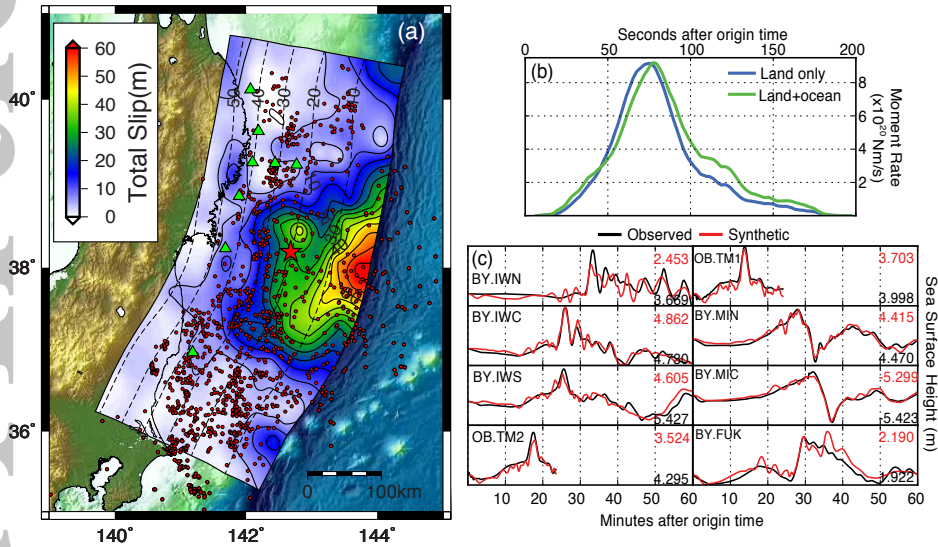 (a)
60
50
40
30
20
10
0
Total Slip(m)
50
40
30
20
10
40°
38°
36°
140°
142°
144°
0 100km
Seconds after origin time
0 50 100 150 200
(b)
Land only
Land+ocean
8
6
4
2
Moment Rate
(x10²⁰ Nm/s)
Observed
Synthetic
(c)
BY.IWN
2.453
OB.TM1
3.703
3.998
BY.IWC
4.862
BY.MIN
4.415
4.470
BY.IWS
4.605
5.427
BY.MIC
-5.299
-5.423
OB.TM2
3.524
4.295
BY.FUK
2.190
Sea Surface Height (m)
10 20 30 40 50 60
10 20 30 40 50 60
Minutes after origin time